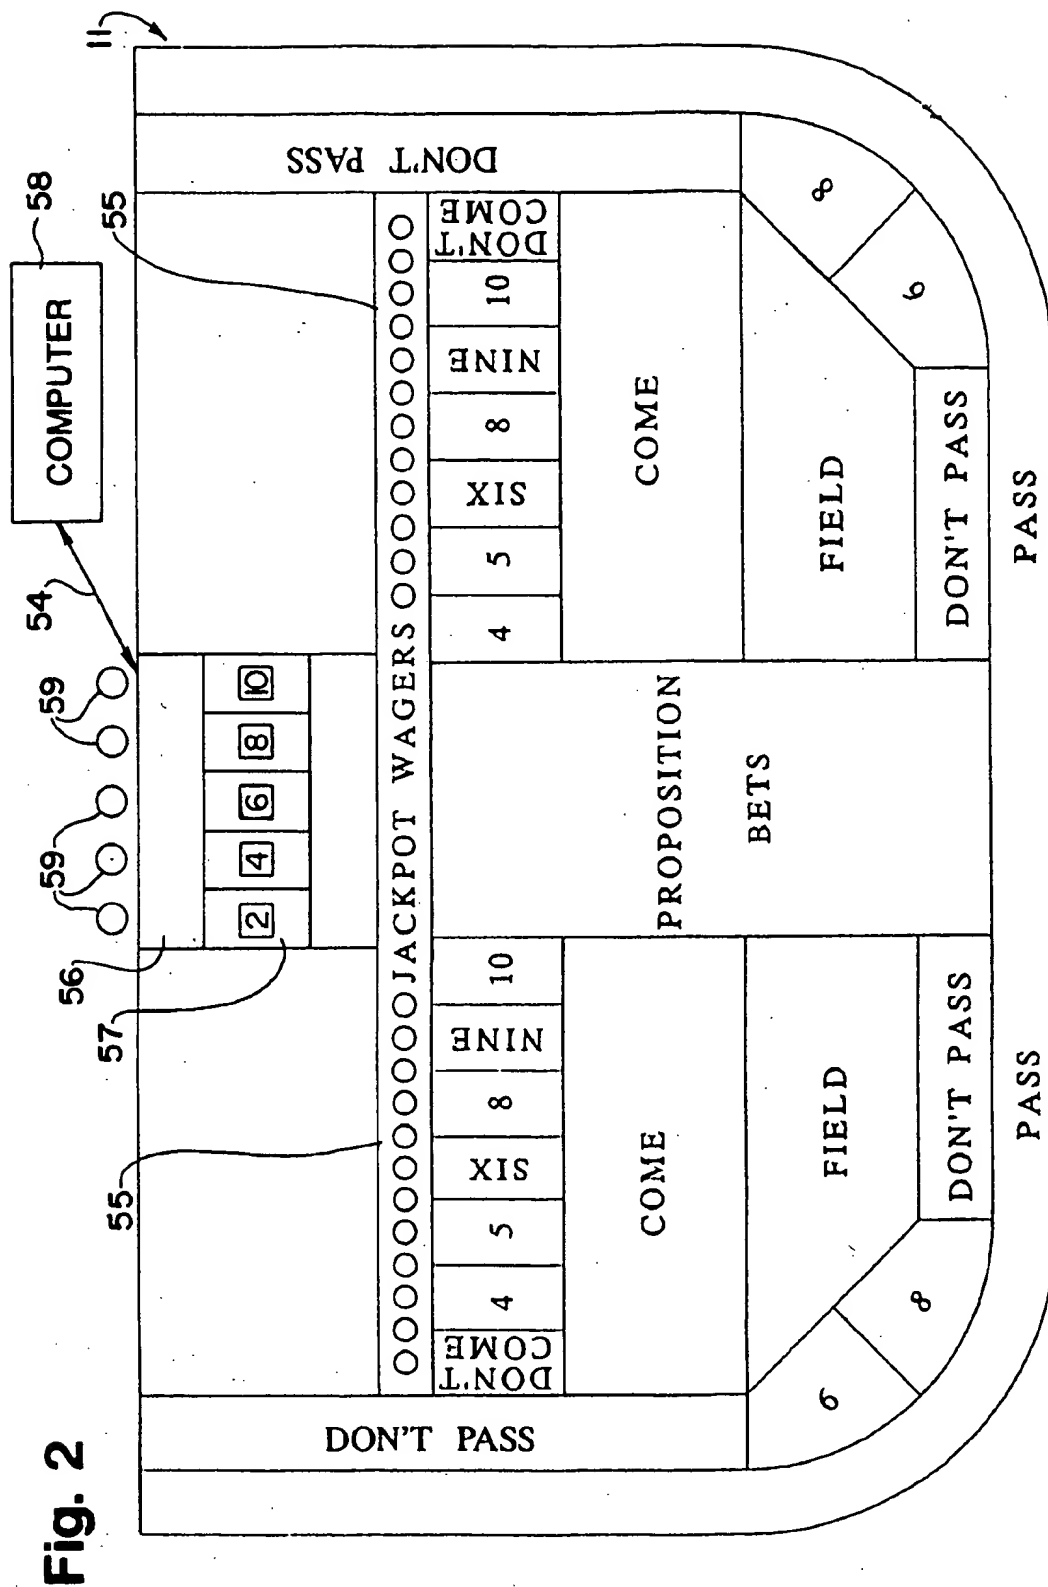 Fig. 2
11
COMPUTER
58
54
59
59
56
57
55
55
2
4
6
8
10
JACKPOT WAGERS
DON'T PASS
DON'T COME
4
5
SIX
8
NINE
10
4
5
SIX
8
NINE
10
DON'T COME
DON'T PASS
COME
PROPOSITION
BETS
COME
FIELD
FIELD
6
8
6
8
DON'T PASS
DON'T PASS
PASS
PASS